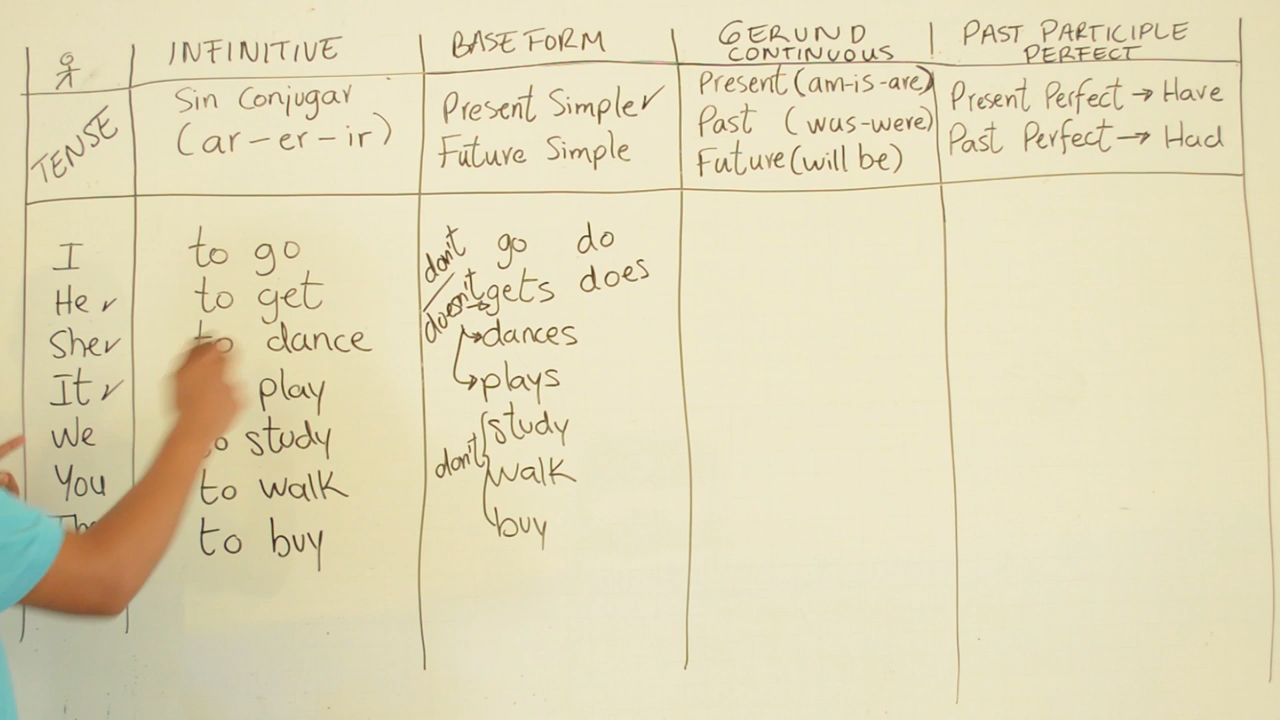 INFINITIVE BASE FORM GERUND CONTINUOUS PAST PARTICIPLE PERFECT
TENSE
Sin Conjugar
(ar-er-ir)
Present Simple
Future Simple
Present (am-is-are)
Past (was-were)
Future (will be)
Present Perfect → Have
Past Perfect → Had
I to go don't go do
He ✓ to get doesn't → gets does
She ✓ to dance → dances
It ✓ play → plays
We study study
You to walk don't walk
to buy buy